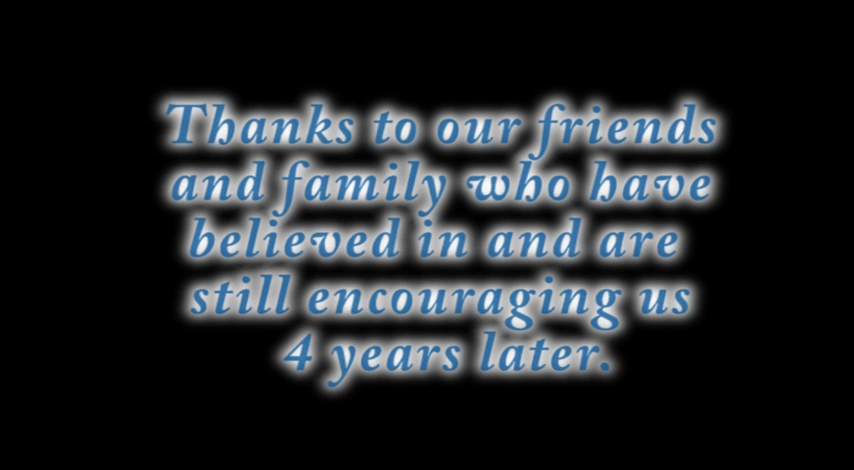 Thanks to our friends
and family who have
believed in and are
still encouraging us
4 years later.